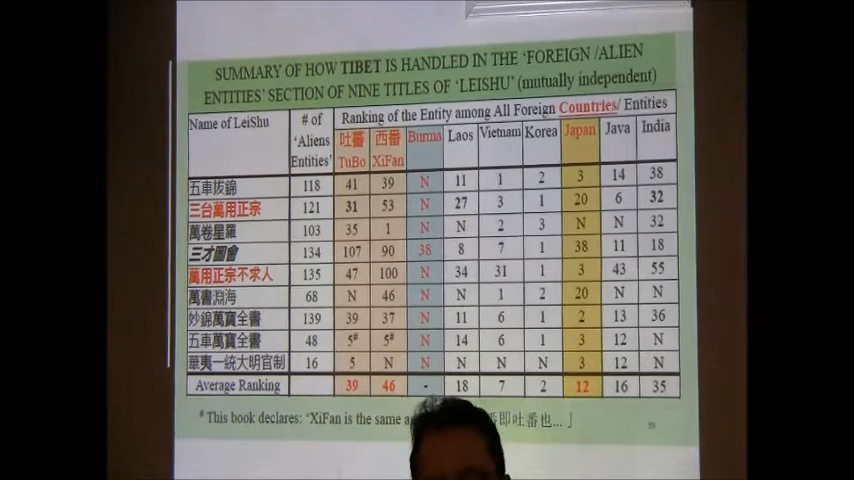 SUMMARY OF HOW TIBET IS HANDLED IN THE 'FOREIGN /ALIEN
ENTITIES' SECTION OF NINE TITLES OF 'LEISHU' (mutually independent)
Name of LeiShu # of 'Aliens Entities' Ranking of the Entity among All Foreign Countries/ Entities
吐蕃 TuBo 西番 XiFan Burma Laos Vietnam Korea Japan Java India
五車拔錦 118 41 39 N 11 1 2 3 14 38
三台萬用正宗 121 31 53 N 27 3 1 20 6 32
萬卷星羅 103 35 1 N N 2 3 N N 32
三才圖會 134 107 90 38 8 7 1 38 11 18
萬用正宗不求人 135 47 100 N 34 31 1 3 43 55
萬書淵海 68 N 46 N N 1 2 20 N N
妙錦萬寶全書 139 39 37 N 11 6 1 2 13 36
五車萬寶全書 48 5# 5# N 14 6 1 3 12 N
華夷一統大明官制 16 5 N N N N N 3 12 N
Average Ranking 39 46 - 18 7 2 12 16 35
# This book declares: 'XiFan is the same 番即吐番也...」